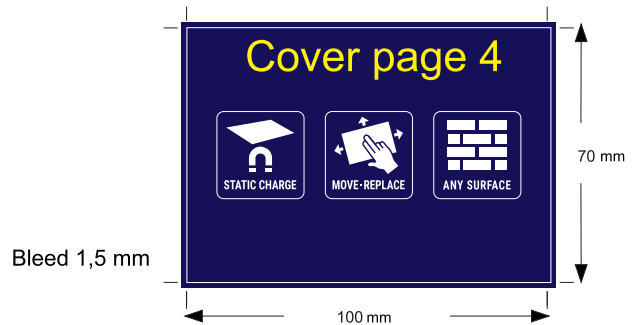 Cover page 4
STATIC CHARGE
MOVE·REPLACE
ANY SURFACE
70 mm
Bleed 1,5 mm
100 mm